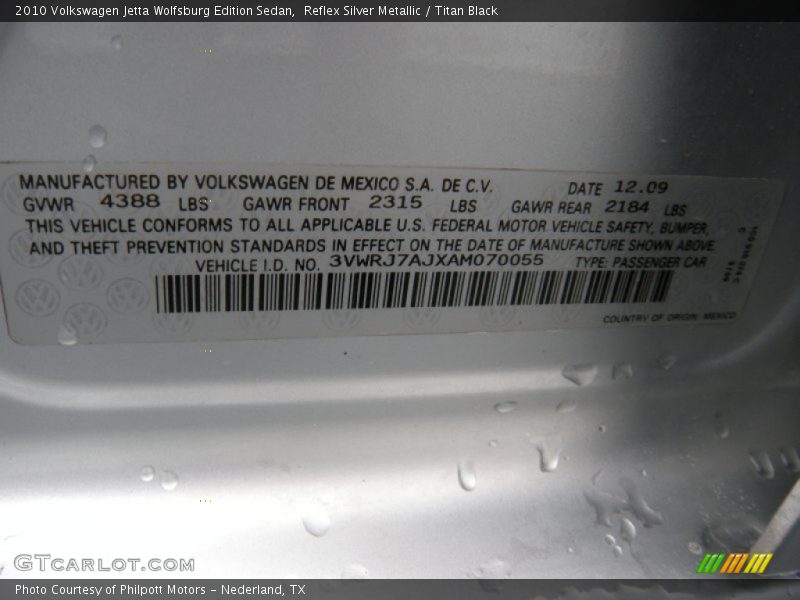 2010 Volkswagen Jetta Wolfsburg Edition Sedan,  Reflex Silver Metallic / Titan Black
MANUFACTURED BY VOLKSWAGEN DE MEXICO S.A. DE C.V. DATE 12.09
GVWR 4388 LBS GAWR FRONT 2315 LBS GAWR REAR 2184 LBS
THIS VEHICLE CONFORMS TO ALL APPLICABLE U.S. FEDERAL MOTOR VEHICLE SAFETY, BUMPER,
AND THEFT PREVENTION STANDARDS IN EFFECT ON THE DATE OF MANUFACTURE SHOWN ABOVE
VEHICLE I.D. NO. 3VWRJ7AJXAM070055 TYPE: PASSENGER CAR
COUNTRY OF ORIGIN: MEXICO
GTcarlot.com
Photo Courtesy of Philpott Motors – Nederland, TX